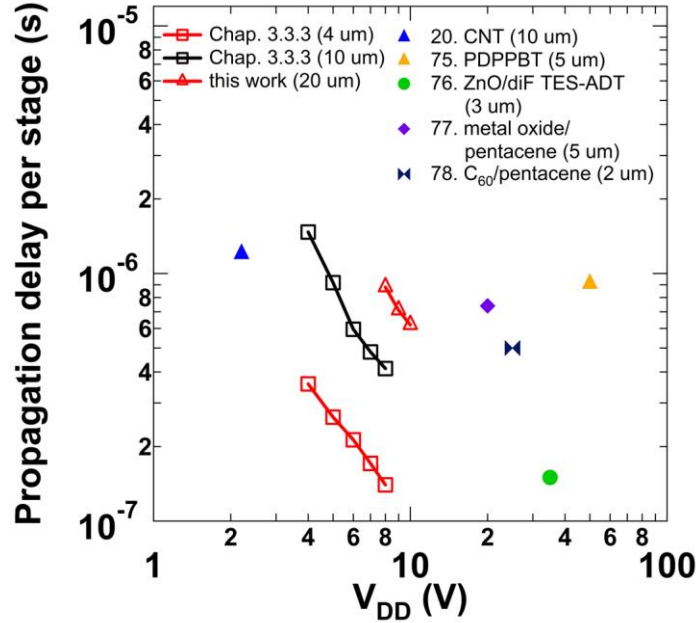 Propagation delay per stage (s)
10⁻⁵
8
6
4
2
10⁻⁶
8
6
4
2
10⁻⁷
Chap. 3.3.3 (4 um)
Chap. 3.3.3 (10 um)
this work (20 um)
20. CNT (10 um)
75. PDPPBT (5 um)
76. ZnO/diF TES-ADT
(3 um)
77. metal oxide/
pentacene (5 um)
78. C₆₀/pentacene (2 um)
1
2
4
6
8
10
2
4
6
8
100
V_DD (V)